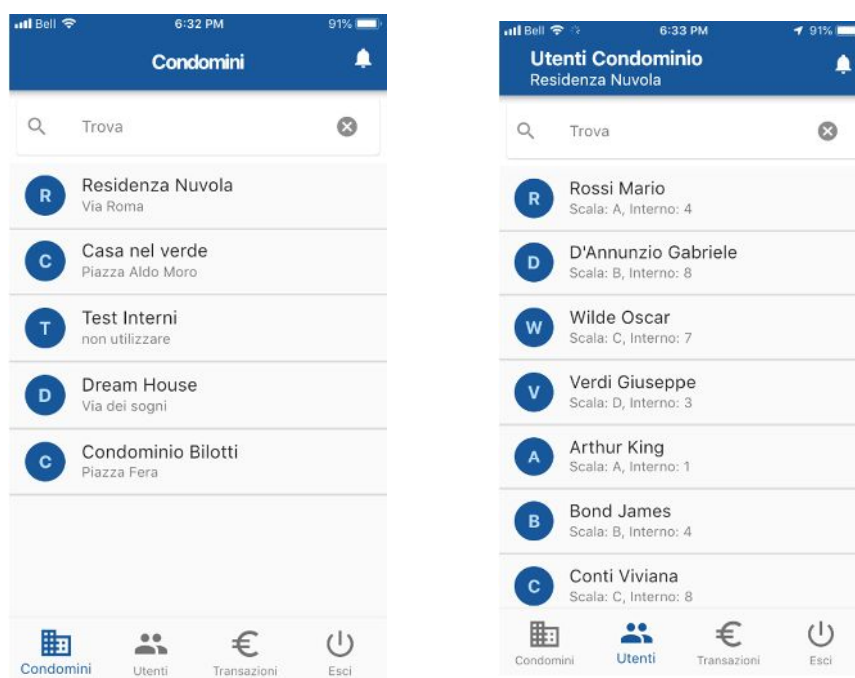 Bell 6:32 PM 91%
Condomini
Trova
R
Residenza Nuvola
Via Roma
C
Casa nel verde
Piazza Aldo Moro
T
Test Interni
non utilizzare
D
Dream House
Via dei sogni
C
Condominio Bilotti
Piazza Fera
Condomini Utenti Transazioni Esci
Bell 6:33 PM 91%
Utenti Condominio
Residenza Nuvola
Trova
R
Rossi Mario
Scala: A, Interno: 4
D
D'Annunzio Gabriele
Scala: B, Interno: 8
W
Wilde Oscar
Scala: C, Interno: 7
V
Verdi Giuseppe
Scala: D, Interno: 3
A
Arthur King
Scala: A, Interno: 1
B
Bond James
Scala: B, Interno: 4
C
Conti Viviana
Scala: C, Interno: 8
Condomini Utenti Transazioni Esci